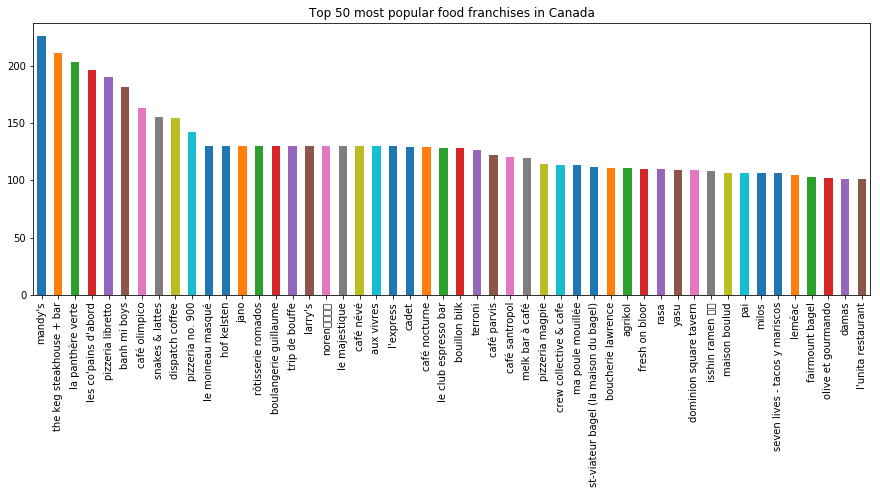 Top 50 most popular food franchises in Canada
200
150
100
50
0
mandy's
the keg steakhouse + bar
la panthère verte
les co'pains d'abord
pizzeria libretto
banh mi boys
café olimpico
snakes & lattes
dispatch coffee
pizzeria no. 900
le moineau masqué
hof kelsten
jano
rôtisserie romados
boulangerie guillaume
trip de bouffe
larry's
noren
le majestique
café névé
aux vivres
l'express
cadet
café nocturne
le club espresso bar
bouillon bilk
terroni
café parvis
café santropol
melk bar à café
pizzeria magpie
crew collective & cafe
ma poule mouillée
st-viateur bagel (la maison du bagel)
boucherie lawrence
agrikol
fresh on bloor
rasa
yasu
dominion square tavern
isshin ramen
maison boulud
pai
milos
seven lives - tacos y mariscos
leméac
fairmount bagel
olive et gourmando
damas
l'unita restaurant